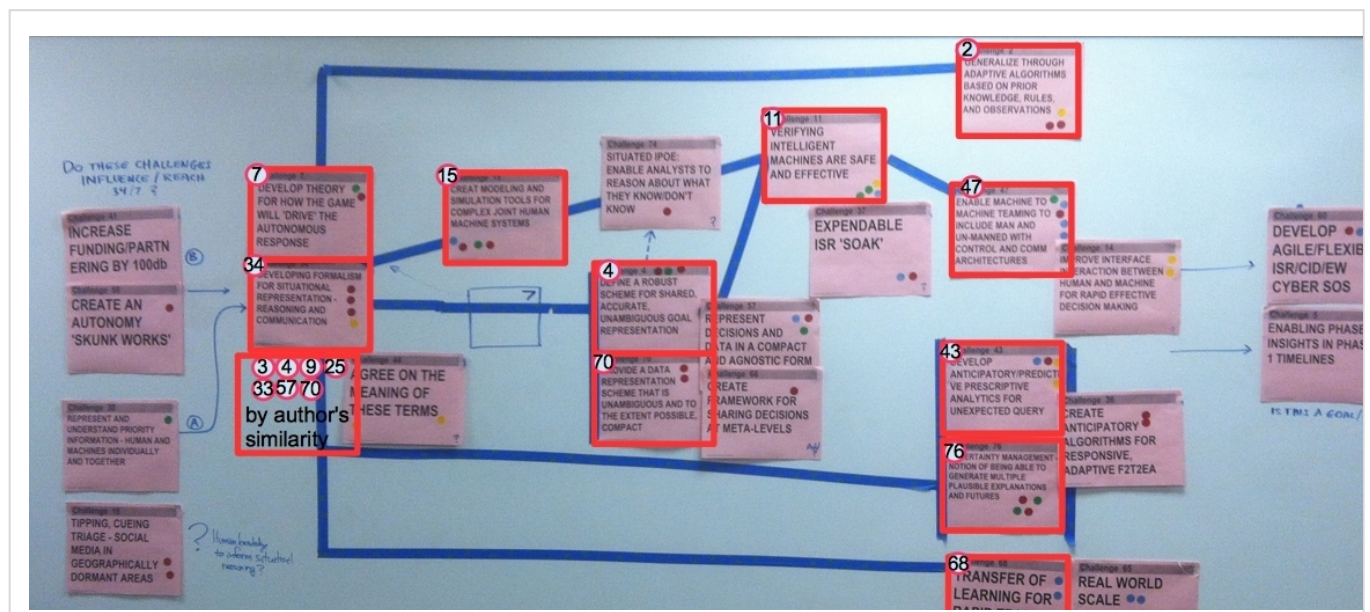 2
Challenge 2
GENERALIZE THROUGH
ADAPTIVE ALGORITHMS
BASED ON PRIOR
KNOWLEDGE, RULES,
AND OBSERVATIONS
DO THESE CHALLENGES
INFLUENCE / REACH
34/7 ?
Challenge 41
INCREASE
FUNDING/PARTN
ERING BY 100db
B
CREATE AN
AUTONOMY
'SKUNK WORKS'
REPRESENT AND
UNDERSTAND PRIORITY
INFORMATION - HUMAN AND
MACHINES INDIVIDUALLY
AND TOGETHER
A
TIPPING, CUEING
TRIAGE - SOCIAL
MEDIA IN
GEOGRAPHICALLY
DORMANT AREAS
? Human
to inform situational
7
DEVELOP THEORY
FOR HOW THE GAME
WILL 'DRIVE' THE
AUTONOMOUS
RESPONSE
34
DEVELOPING FORMALISM
FOR SITUATIONAL
REPRESENTATION -
REASONING AND
COMMUNICATION
3 4 9 25
33 57 70
by author's
similarity
Challenge 44
AGREE ON THE
MEANING OF
THESE TERMS
?
15
CREAT MODELING AND
SIMULATION TOOLS FOR
COMPLEX JOINT HUMAN
MACHINE SYSTEMS
Challenge 74
SITUATED IPOE:
ENABLE ANALYSTS TO
REASON ABOUT WHAT
THEY KNOW/DON'T
KNOW
?
4
DEFINE A ROBUST
SCHEME FOR SHARED,
ACCURATE,
UNAMBIGUOUS GOAL
REPRESENTATION
70
PROVIDE A DATA
REPRESENTATION
SCHEME THAT IS
UNAMBIGUOUS AND TO
THE EXTENT POSSIBLE,
COMPACT
Challenge 57
REPRESENT
DECISIONS AND
DATA IN A COMPACT
AND AGNOSTIC FORM
Challenge 66
CREATE
FRAMEWORK FOR
SHARING DECISIONS
AT META-LEVELS
11
Challenge 11
VERIFYING
INTELLIGENT
MACHINES ARE SAFE
AND EFFECTIVE
Challenge 37
EXPENDABLE
ISR 'SOAK'
?
47
Challenge 47
ENABLE MACHINE TO
MACHINE TEAMING TO
INCLUDE MAN AND
UN-MANNED WITH
CONTROL AND COMM
ARCHITECTURES
Challenge 14
IMPROVE INTERFACE
INTERACTION BETWEEN
HUMAN AND MACHINE
FOR RAPID EFFECTIVE
DECISION MAKING
43
Challenge 43
DEVELOP
ANTICIPATORY/PREDICTI
VE PRESCRIPTIVE
ANALYTICS FOR
UNEXPECTED QUERY
76
Challenge 76
UNCERTAINTY MANAGEMENT -
NOTION OF BEING ABLE TO
GENERATE MULTIPLE
PLAUSIBLE EXPLANATIONS
AND FUTURES
CREATE
ANTICIPATORY
ALGORITHMS FOR
RESPONSIVE,
ADAPTIVE F2T2EA
68
Challenge 68
TRANSFER OF
LEARNING FOR
Challenge 65
REAL WORLD
SCALE
Challenge 60
DEVELOP
AGILE/FLEXIB
ISR/CID/EW
CYBER SOS
Challenge 5
ENABLING PHASE
INSIGHTS IN PHAS
1 TIMELINES
IS THIS A GOAL/